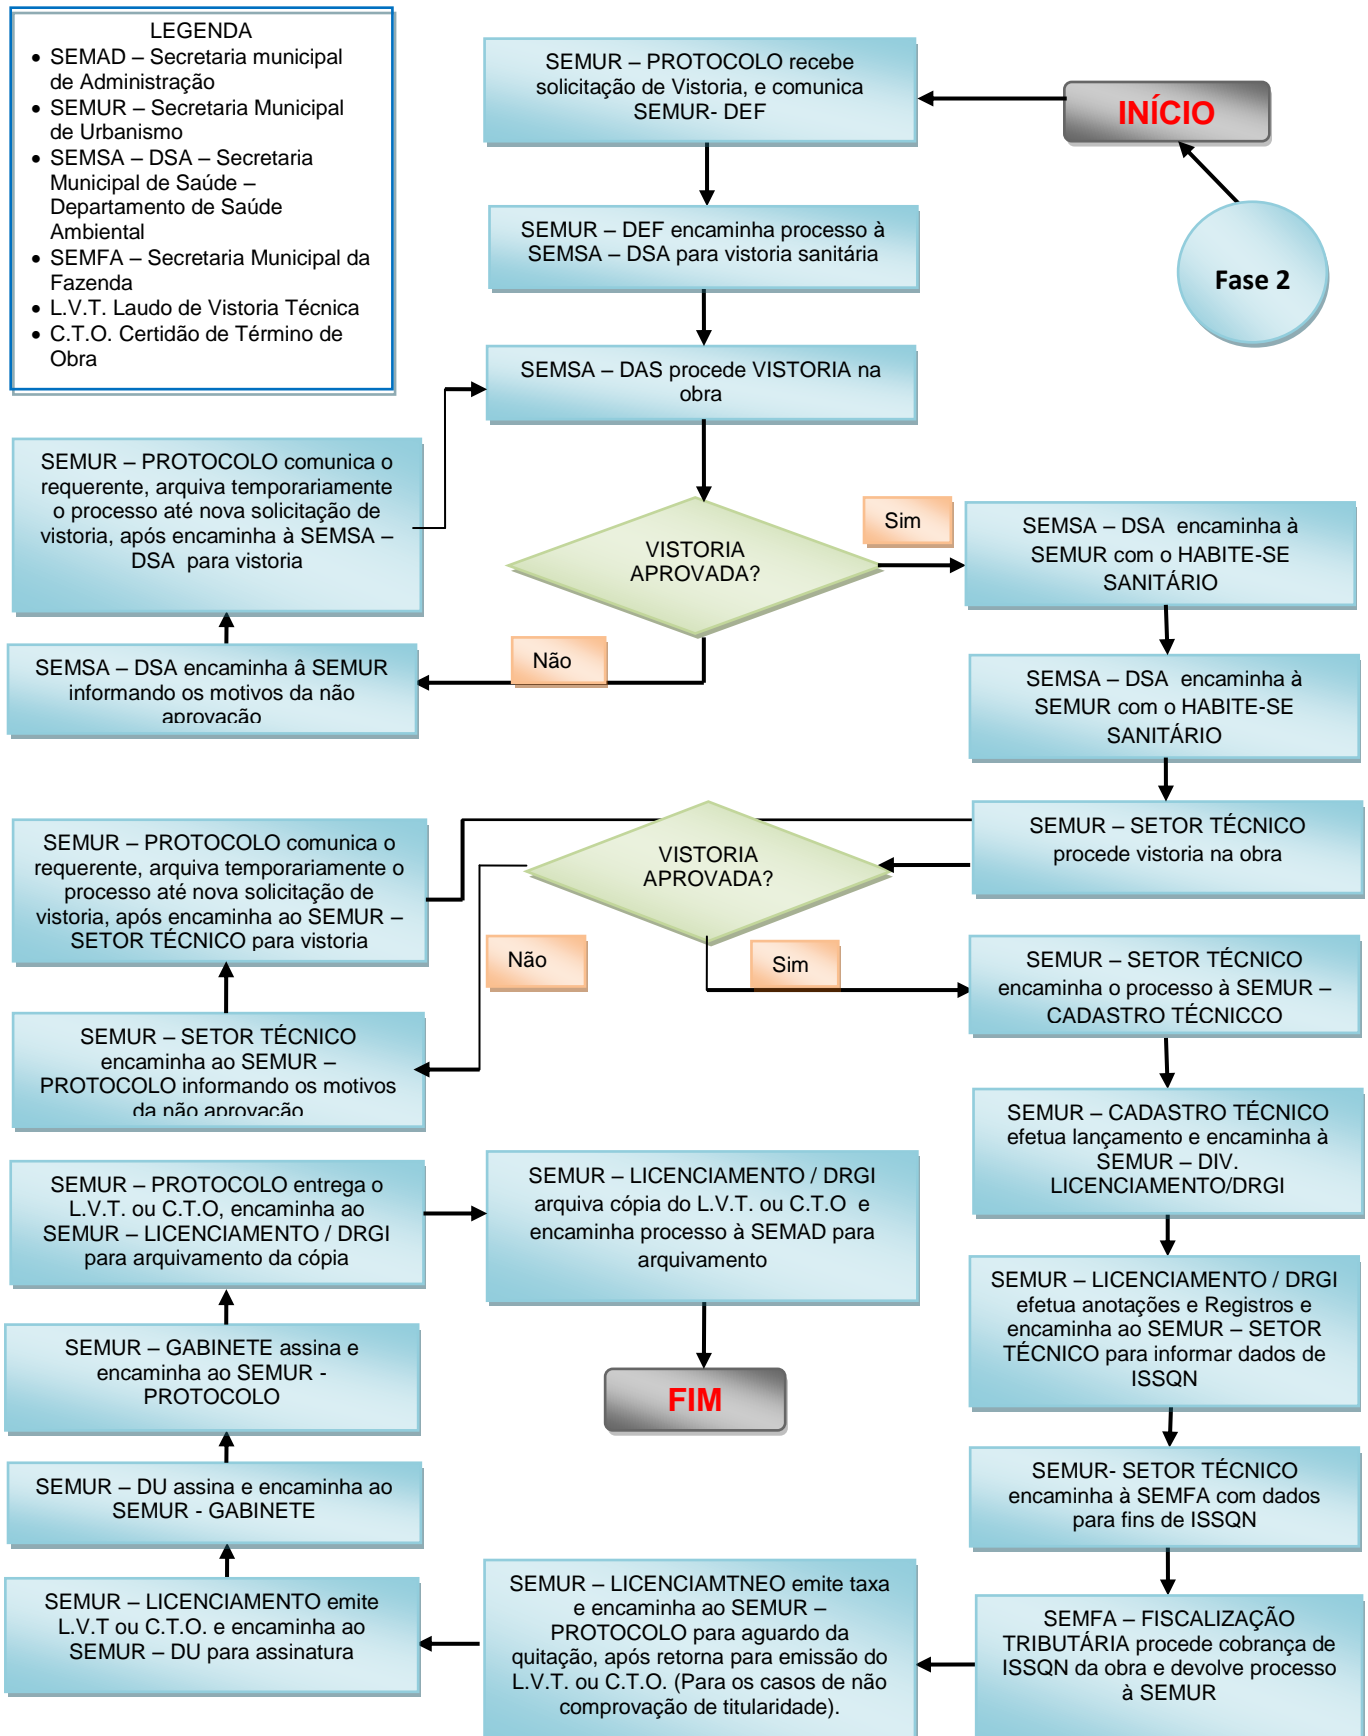 LEGENDA
• SEMAD – Secretaria municipal
de Administração
• SEMUR – Secretaria Municipal
de Urbanismo
• SEMSA – DSA – Secretaria
Municipal de Saúde –
Departamento de Saúde
Ambiental
• SEMFA – Secretaria Municipal da
Fazenda
• L.V.T. Laudo de Vistoria Técnica
• C.T.O. Certidão de Término de
Obra
SEMUR – PROTOCOLO recebe
solicitação de Vistoria, e comunica
SEMUR- DEF
INÍCIO
Fase 2
SEMUR – DEF encaminha processo à
SEMSA – DSA para vistoria sanitária
SEMSA – DAS procede VISTORIA na
obra
SEMUR – PROTOCOLO comunica o
requerente, arquiva temporariamente
o processo até nova solicitação de
vistoria, após encaminha à SEMSA –
DSA para vistoria
VISTORIA
APROVADA?
Sim
SEMSA – DSA encaminha à
SEMUR com o HABITE-SE
SANITÁRIO
Não
SEMSA – DSA encaminha â SEMUR
informando os motivos da não
aprovação
SEMSA – DSA encaminha à
SEMUR com o HABITE-SE
SANITÁRIO
SEMUR – SETOR TÉCNICO
procede vistoria na obra
VISTORIA
APROVADA?
SEMUR – PROTOCOLO comunica o
requerente, arquiva temporariamente o
processo até nova solicitação de
vistoria, após encaminha ao SEMUR –
SETOR TÉCNICO para vistoria
Não
Sim
SEMUR – SETOR TÉCNICO
encaminha o processo à SEMUR –
CADASTRO TÉCNICCO
SEMUR – SETOR TÉCNICO
encaminha ao SEMUR –
PROTOCOLO informando os motivos
da não aprovação
SEMUR – CADASTRO TÉCNICO
efetua lançamento e encaminha à
SEMUR – DIV.
LICENCIAMENTO/DRGI
SEMUR – PROTOCOLO entrega o
L.V.T. ou C.T.O, encaminha ao
SEMUR – LICENCIAMENTO / DRGI
para arquivamento da cópia
SEMUR – LICENCIAMENTO / DRGI
arquiva cópia do L.V.T. ou C.T.O e
encaminha processo à SEMAD para
arquivamento
SEMUR – LICENCIAMENTO / DRGI
efetua anotações e Registros e
encaminha ao SEMUR – SETOR
TÉCNICO para informar dados de
ISSQN
SEMUR – GABINETE assina e
encaminha ao SEMUR -
PROTOCOLO
FIM
SEMUR- SETOR TÉCNICO
encaminha à SEMFA com dados
para fins de ISSQN
SEMUR – DU assina e encaminha ao
SEMUR - GABINETE
SEMUR – LICENCIAMENTO emite
L.V.T ou C.T.O. e encaminha ao
SEMUR – DU para assinatura
SEMUR – LICENCIAMTNEO emite taxa
e encaminha ao SEMUR –
PROTOCOLO para aguardo da
quitação, após retorna para emissão do
L.V.T. ou C.T.O. (Para os casos de não
comprovação de titularidade).
SEMFA – FISCALIZAÇÃO
TRIBUTÁRIA procede cobrança de
ISSQN da obra e devolve processo
à SEMUR